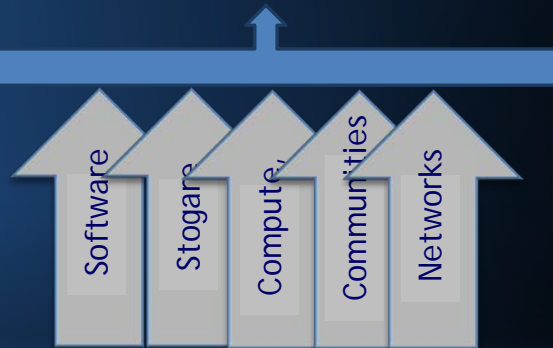 Software
Stogare
Compute,
Communities
Networks